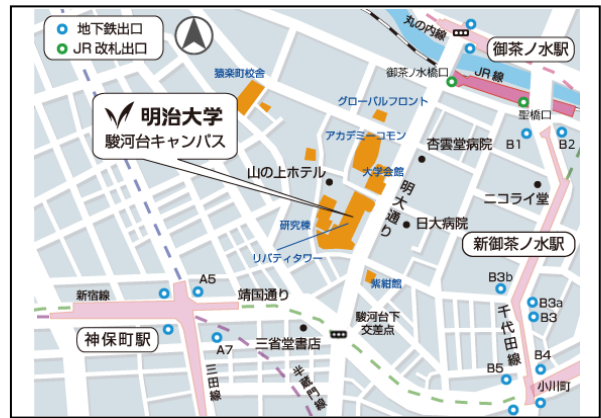 地下鉄出口
JR改札出口
丸の内線
御茶ノ水駅
猿楽町校舎
御茶ノ水橋口
JR線
グローバルフロント
聖橋口
明治大学
駿河台キャンパス
アカデミーコモン
杏雲堂病院
B1
B2
山の上ホテル
大学会館
明大通り
ニコライ堂
研究棟
日大病院
リバティタワー
新御茶ノ水駅
紫紺館
B3b
A5
新宿線
靖国通り
B3a
B3
駿河台下
交差点
千代田線
神保町駅
A7
三省堂書店
B4
B5
小川町
三田線
半蔵門線